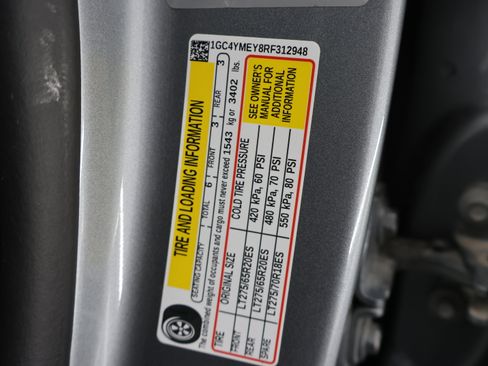 1GC4YMEY8RF312948
TIRE AND LOADING INFORMATION
SEATING CAPACITY TOTAL 6 FRONT 3 REAR 3
The combined weight of occupants and cargo must never exceed 1543 kg or 3402 lbs.
TIRE ORIGINAL SIZE COLD TIRE PRESSURE
FRONT LT275/65R20ES 420 kPa, 60 PSI
REAR LT275/65R20ES 480 kPa, 70 PSI
SPARE LT275/70R18ES 550 kPa, 80 PSI
SEE OWNER'S
MANUAL FOR
ADDITIONAL
INFORMATION